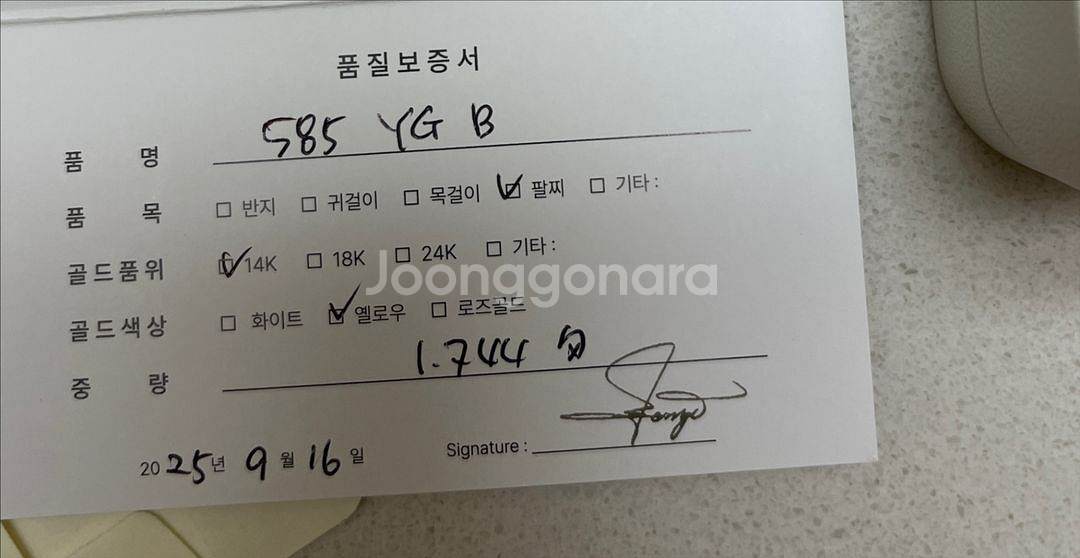 품질보증서
품 명 585 YG B
품 목 □ 반지 □ 귀걸이 □ 목걸이 ☑ 팔찌 □ 기타 :
골드품위 ☑ 14K □ 18K □ 24K □ 기타 :
Joonggonara
골드색상 □ 화이트 ☑ 옐로우 □ 로즈골드
중 량 1.744
2025년 9월 16일 Signature :